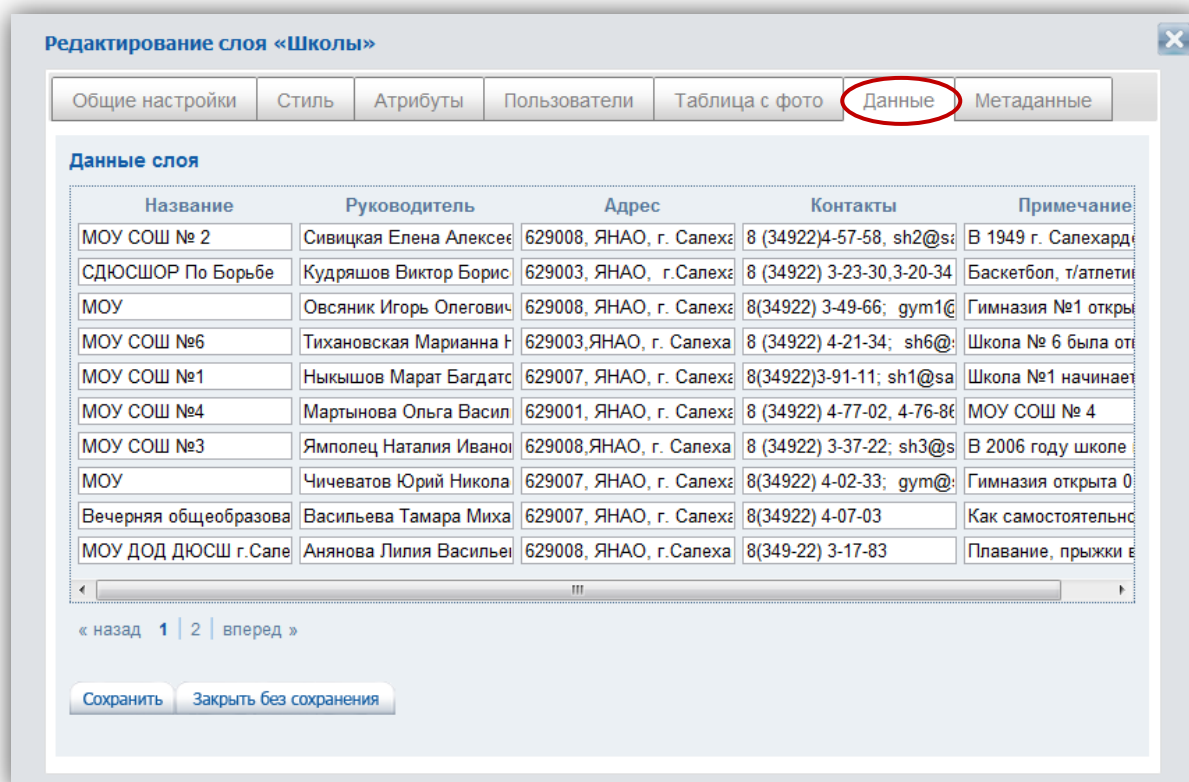 Редактирование слоя «Школы»
Общие настройки Стиль Атрибуты Пользователи Таблица с фото Данные Метаданные
Данные слоя
Название Руководитель Адрес Контакты Примечание
МОУ СОШ № 2 Сивицкая Елена Алексее 629008, ЯНАО, г. Салеха 8 (34922)4-57-58, sh2@sa В 1949 г. Салехард
СДЮСШОР По Борьбе Кудряшов Виктор Борис 629003, ЯНАО, г.Салеха 8 (34922) 3-23-30,3-20-34 Баскетбол, т/атлети
МОУ Овсяник Игорь Олегович 629008, ЯНАО, г. Салеха 8(34922) 3-49-66; gym1@ Гимназия №1 откры
МОУ СОШ №6 Тихановская Марианна Н 629003,ЯНАО, г. Салеха 8 (34922) 4-21-34; sh6@ Школа № 6 была от
МОУ СОШ №1 Ныкышов Марат Багдато 629007, ЯНАО, г. Салеха 8(34922)3-91-11; sh1@sa Школа №1 начинает
МОУ СОШ №4 Мартынова Ольга Васил 629001, ЯНАО, г. Салеха 8 (34922) 4-77-02, 4-76-86 МОУ СОШ № 4
МОУ СОШ №3 Ямполец Наталия Ивано 629008,ЯНАО, г. Салеха 8 (34922) 3-37-22; sh3@s В 2006 году школе
МОУ Чичеватов Юрий Никола 629007, ЯНАО, г. Салеха 8(34922) 4-02-33; gym@ Гимназия открыта 0
Вечерняя общеобразова Васильева Тамара Миха 629007, ЯНАО, г. Салеха 8(34922) 4-07-03 Как самостоятельно
МОУ ДОД ДЮСШ г.Сале Анянова Лилия Василье 629008, ЯНАО, г.Салеха 8(349-22) 3-17-83 Плавание, прыжки в
« назад 1 2 вперед »
Сохранить Закрыть без сохранения